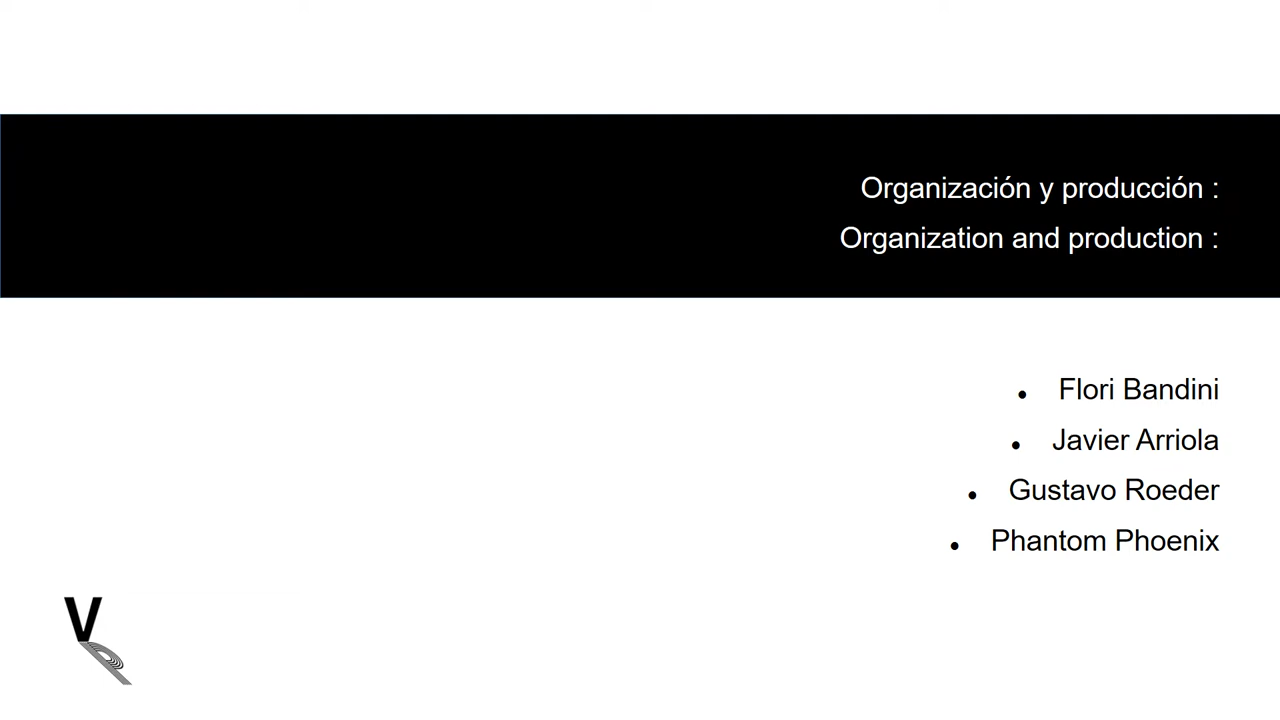 Organización y producción :
Organization and production :
• Flori Bandini
• Javier Arriola
• Gustavo Roeder
• Phantom Phoenix
V